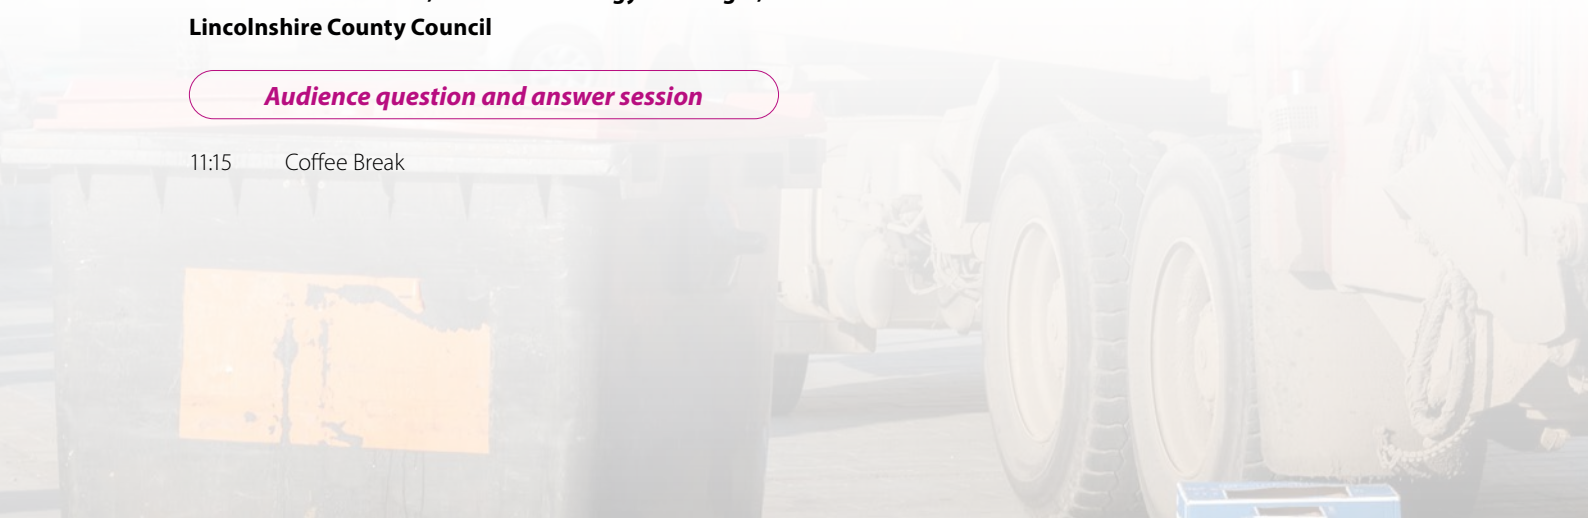 Lincolnshire County Council
Audience question and answer session
11:15 Coffee Break